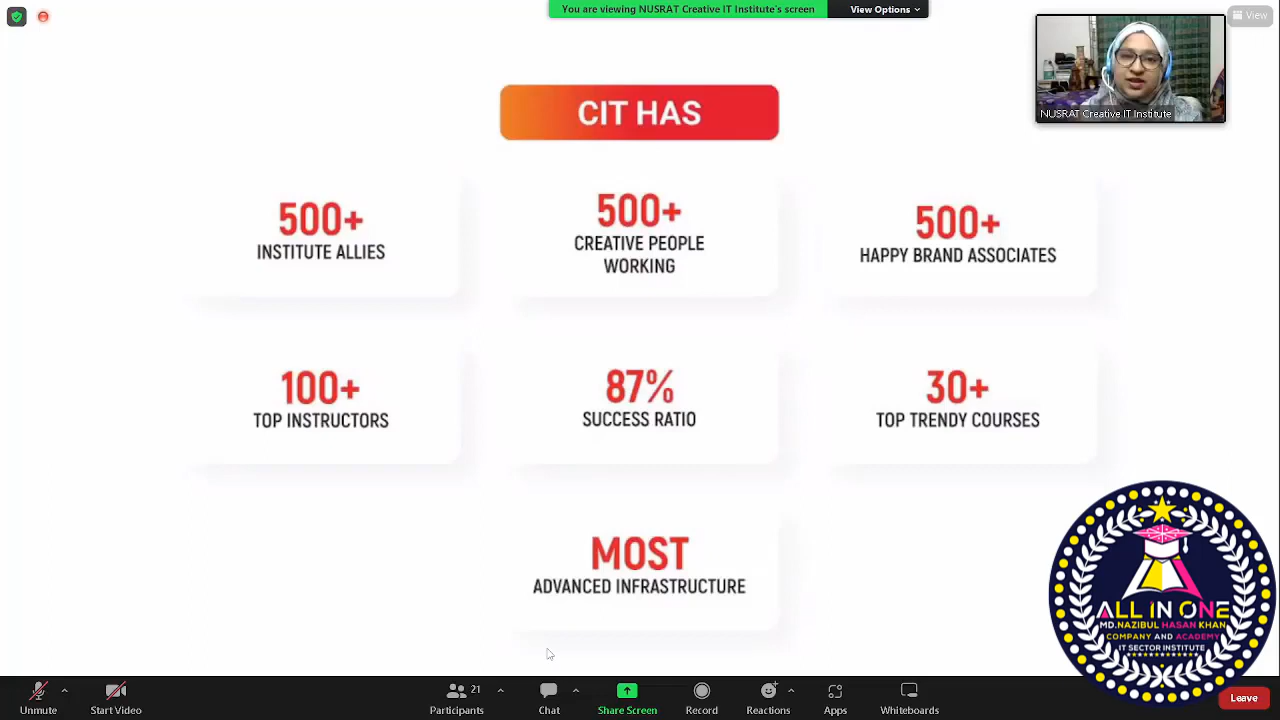 You are viewing NUSRAT Creative IT Institute's screen
View Options
View
NUSRAT Creative IT Institute
CIT HAS
500+
INSTITUTE ALLIES
500+
CREATIVE PEOPLE
WORKING
500+
HAPPY BRAND ASSOCIATES
100+
TOP INSTRUCTORS
87%
SUCCESS RATIO
30+
TOP TRENDY COURSES
MOST
ADVANCED INFRASTRUCTURE
ALL IN ONE
MD.NAZIBUL HASAN KHAN
COMPANY AND ACADEMY
IT SECTOR INSTITUTE
Unmute
Start Video
21
Participants
Chat
Share Screen
Record
Reactions
Apps
Whiteboards
Leave